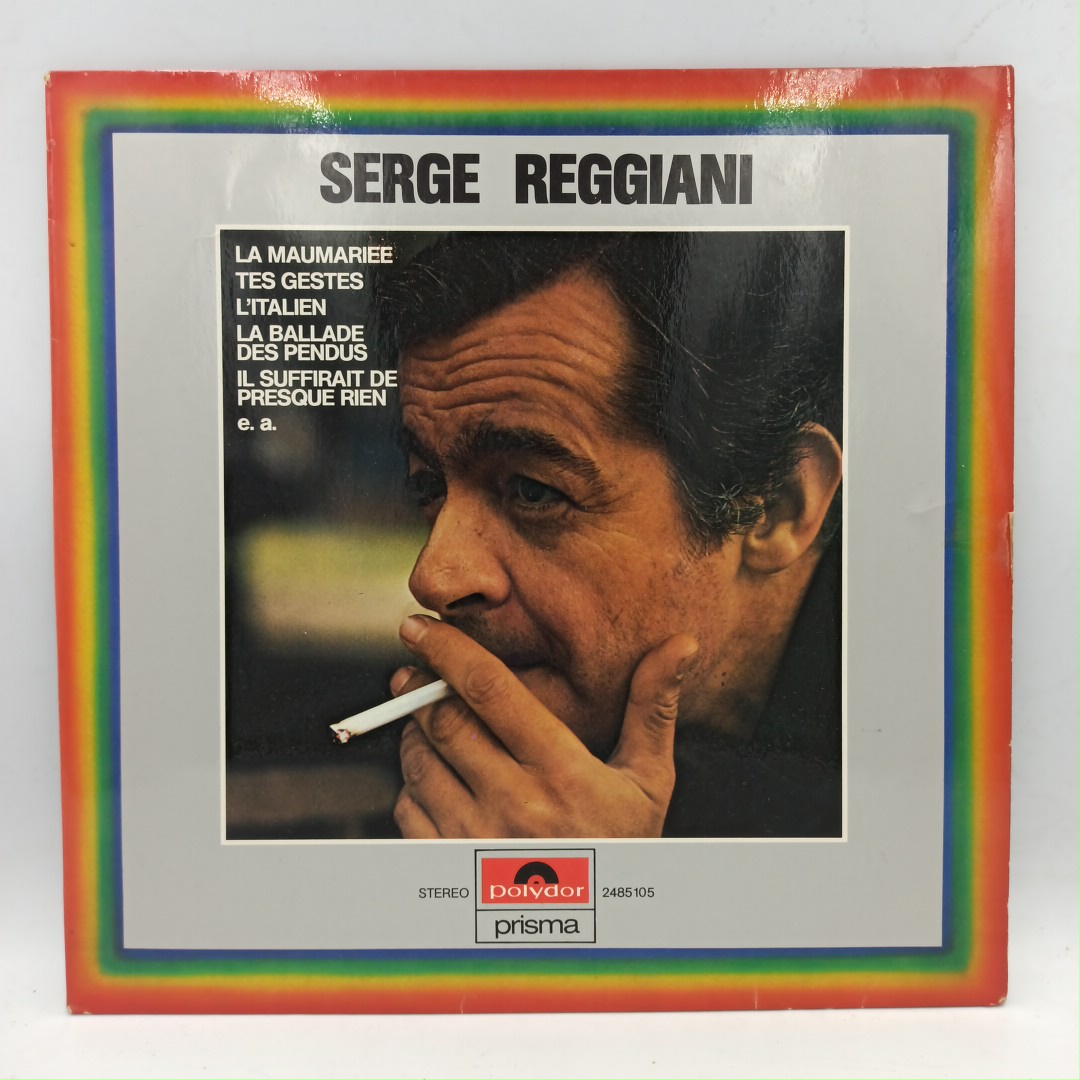 SERGE REGGIANI
LA MAUMARIEE
TES GESTES
L'ITALIEN
LA BALLADE
DES PENDUS
IL SUFFIRAIT DE
PRESQUE RIEN
e. a.
STEREO polydor 2485105
prisma